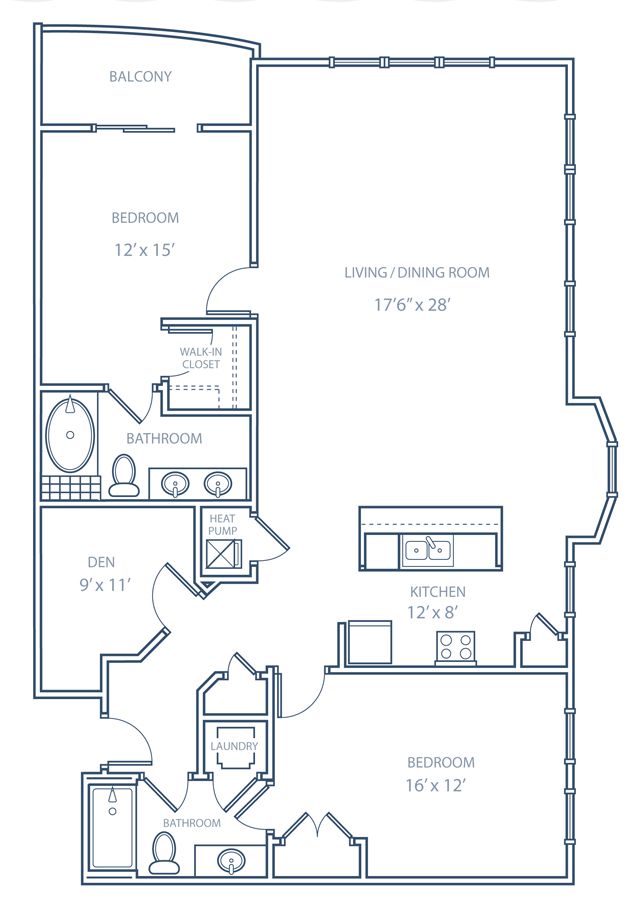 BALCONY
BEDROOM
12' x 15'
LIVING / DINING ROOM
17'6" x 28'
WALK-IN
CLOSET
BATHROOM
HEAT
PUMP
DEN
9' x 11'
KITCHEN
12' x 8'
LAUNDRY
BEDROOM
16' x 12'
BATHROOM